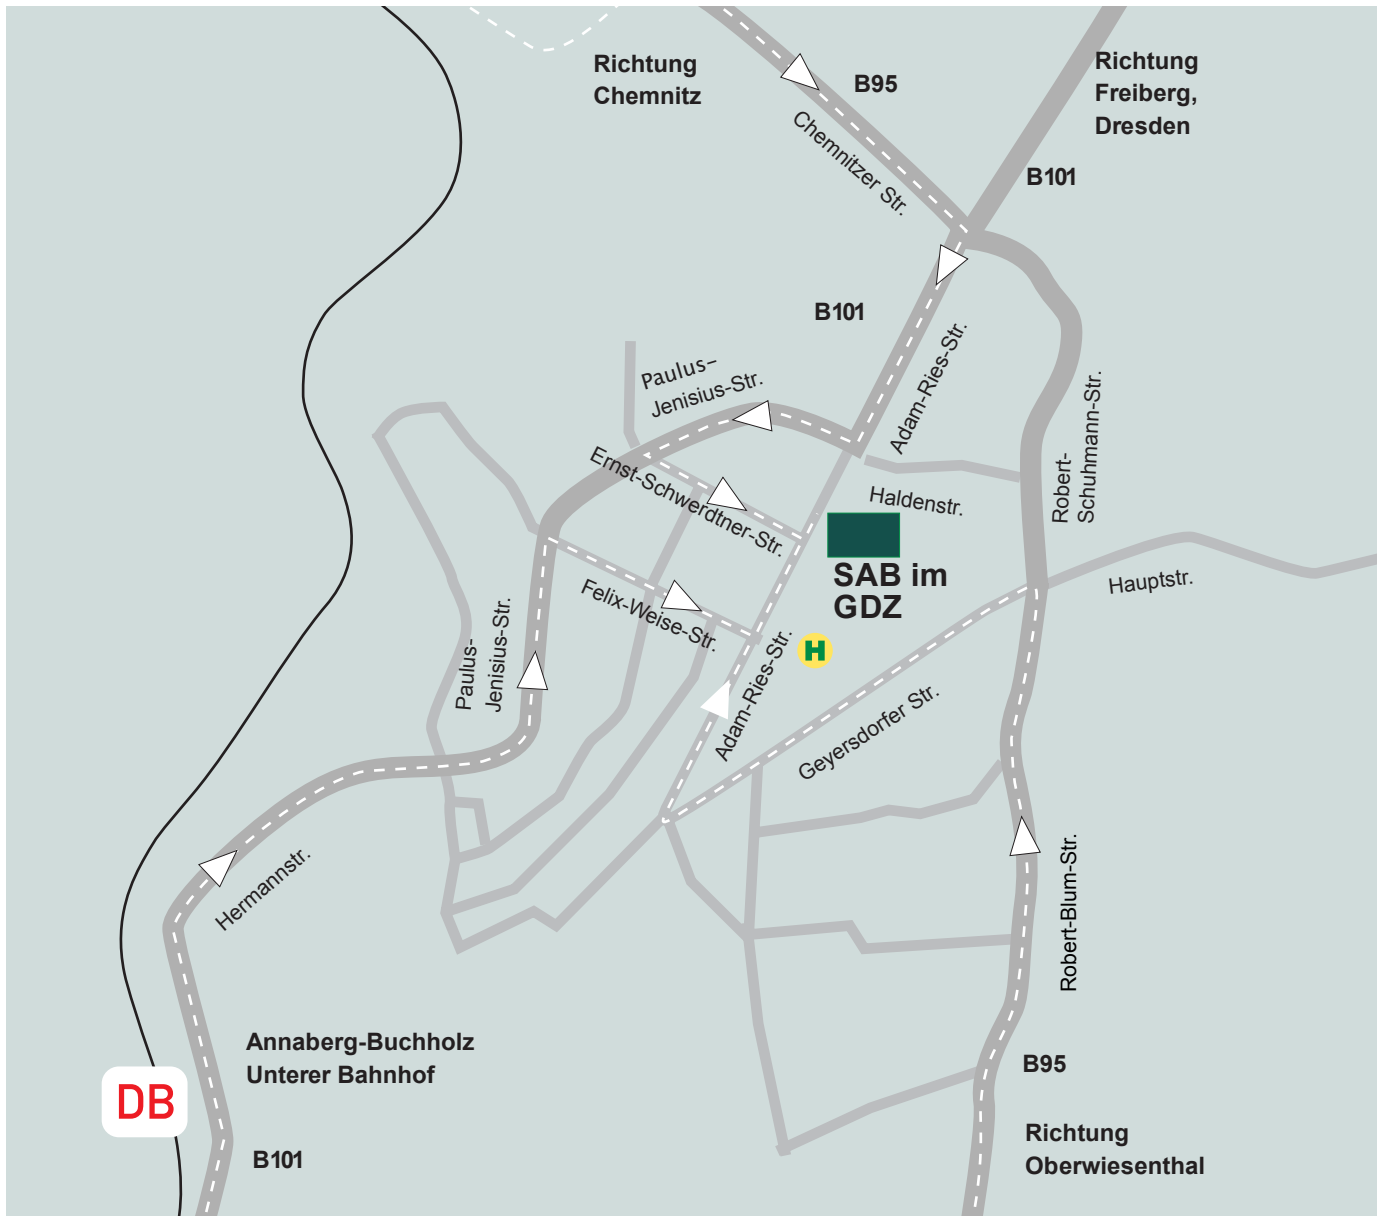 Richtung
Chemnitz
B95
Richtung
Freiberg,
Dresden
Chemnitzer Str.
B101
B101
Adam-Ries-Str.
Paulus-
Jenisius-Str.
Robert-
Schuhmann-Str.
Ernst-Schwerdtner-Str.
Haldenstr.
SAB im
GDZ
Hauptstr.
Felix-Weise-Str.
H
Paulus-
Jenisius-Str.
Adam-Ries-Str.
Geyersdorfer Str.
Hermannstr.
Robert-Blum-Str.
Annaberg-Buchholz
Unterer Bahnhof
DB
B101
B95
Richtung
Oberwiesenthal